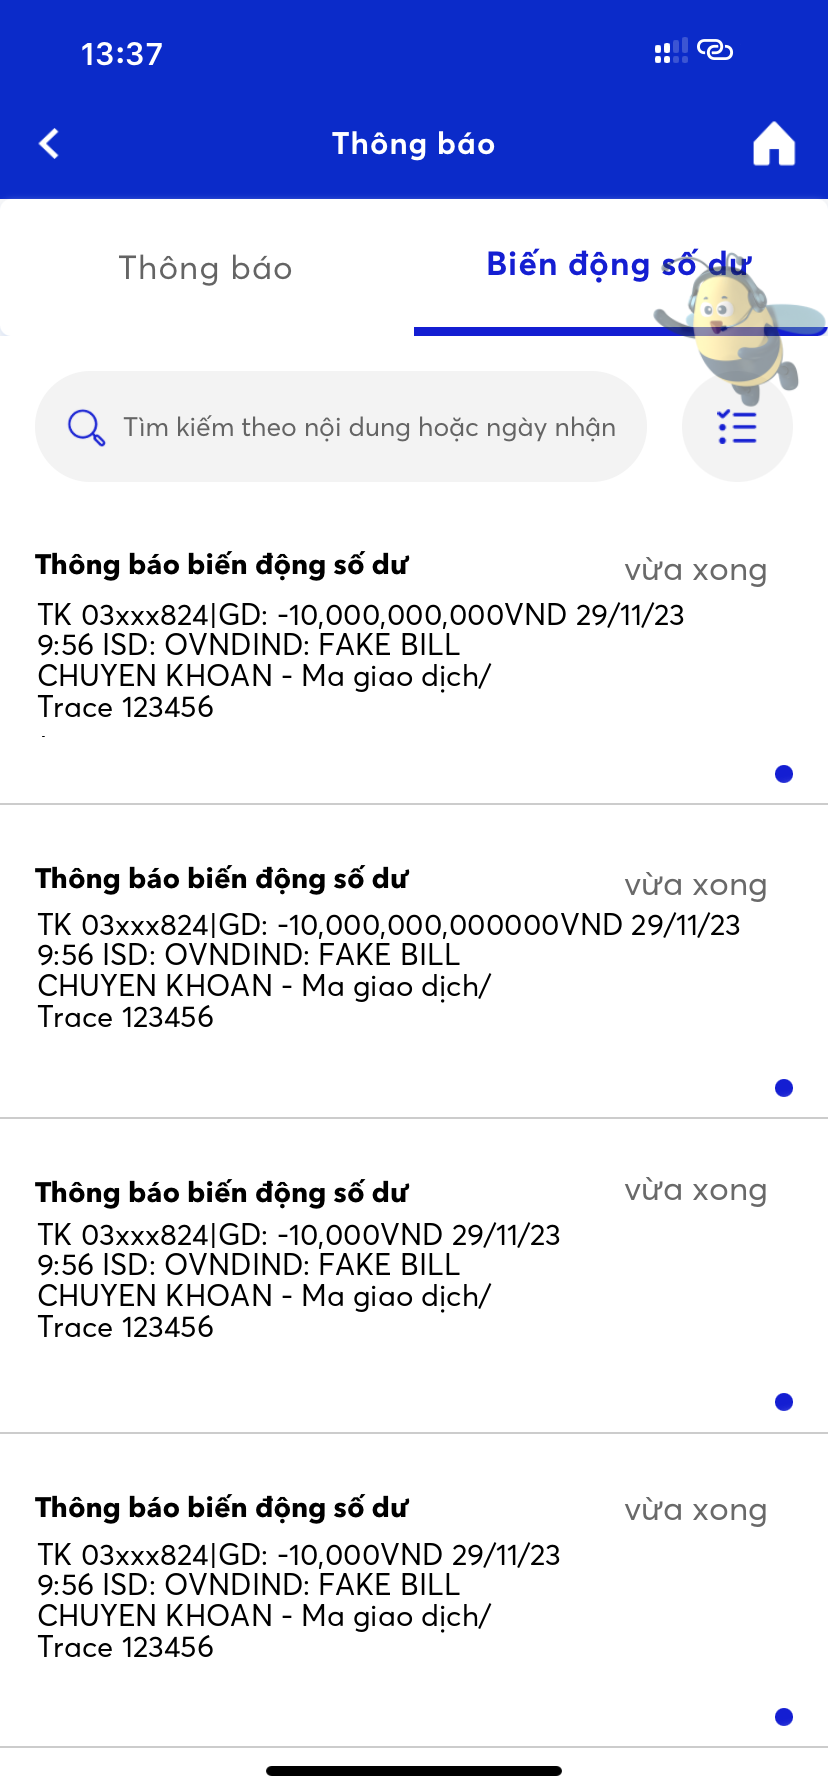 13:37
Thông báo
Thông báo
Biến động số dư
Tìm kiếm theo nội dung hoặc ngày nhận
Thông báo biến động số dư
vừa xong
TK 03xxx824|GD: -10,000,000,000VND 29/11/23
9:56 ISD: OVNDIND: FAKE BILL
CHUYEN KHOAN - Ma giao dịch/
Trace 123456
Thông báo biến động số dư
vừa xong
TK 03xxx824|GD: -10,000,000,000000VND 29/11/23
9:56 ISD: OVNDIND: FAKE BILL
CHUYEN KHOAN - Ma giao dịch/
Trace 123456
Thông báo biến động số dư
vừa xong
TK 03xxx824|GD: -10,000VND 29/11/23
9:56 ISD: OVNDIND: FAKE BILL
CHUYEN KHOAN - Ma giao dịch/
Trace 123456
Thông báo biến động số dư
vừa xong
TK 03xxx824|GD: -10,000VND 29/11/23
9:56 ISD: OVNDIND: FAKE BILL
CHUYEN KHOAN - Ma giao dịch/
Trace 123456